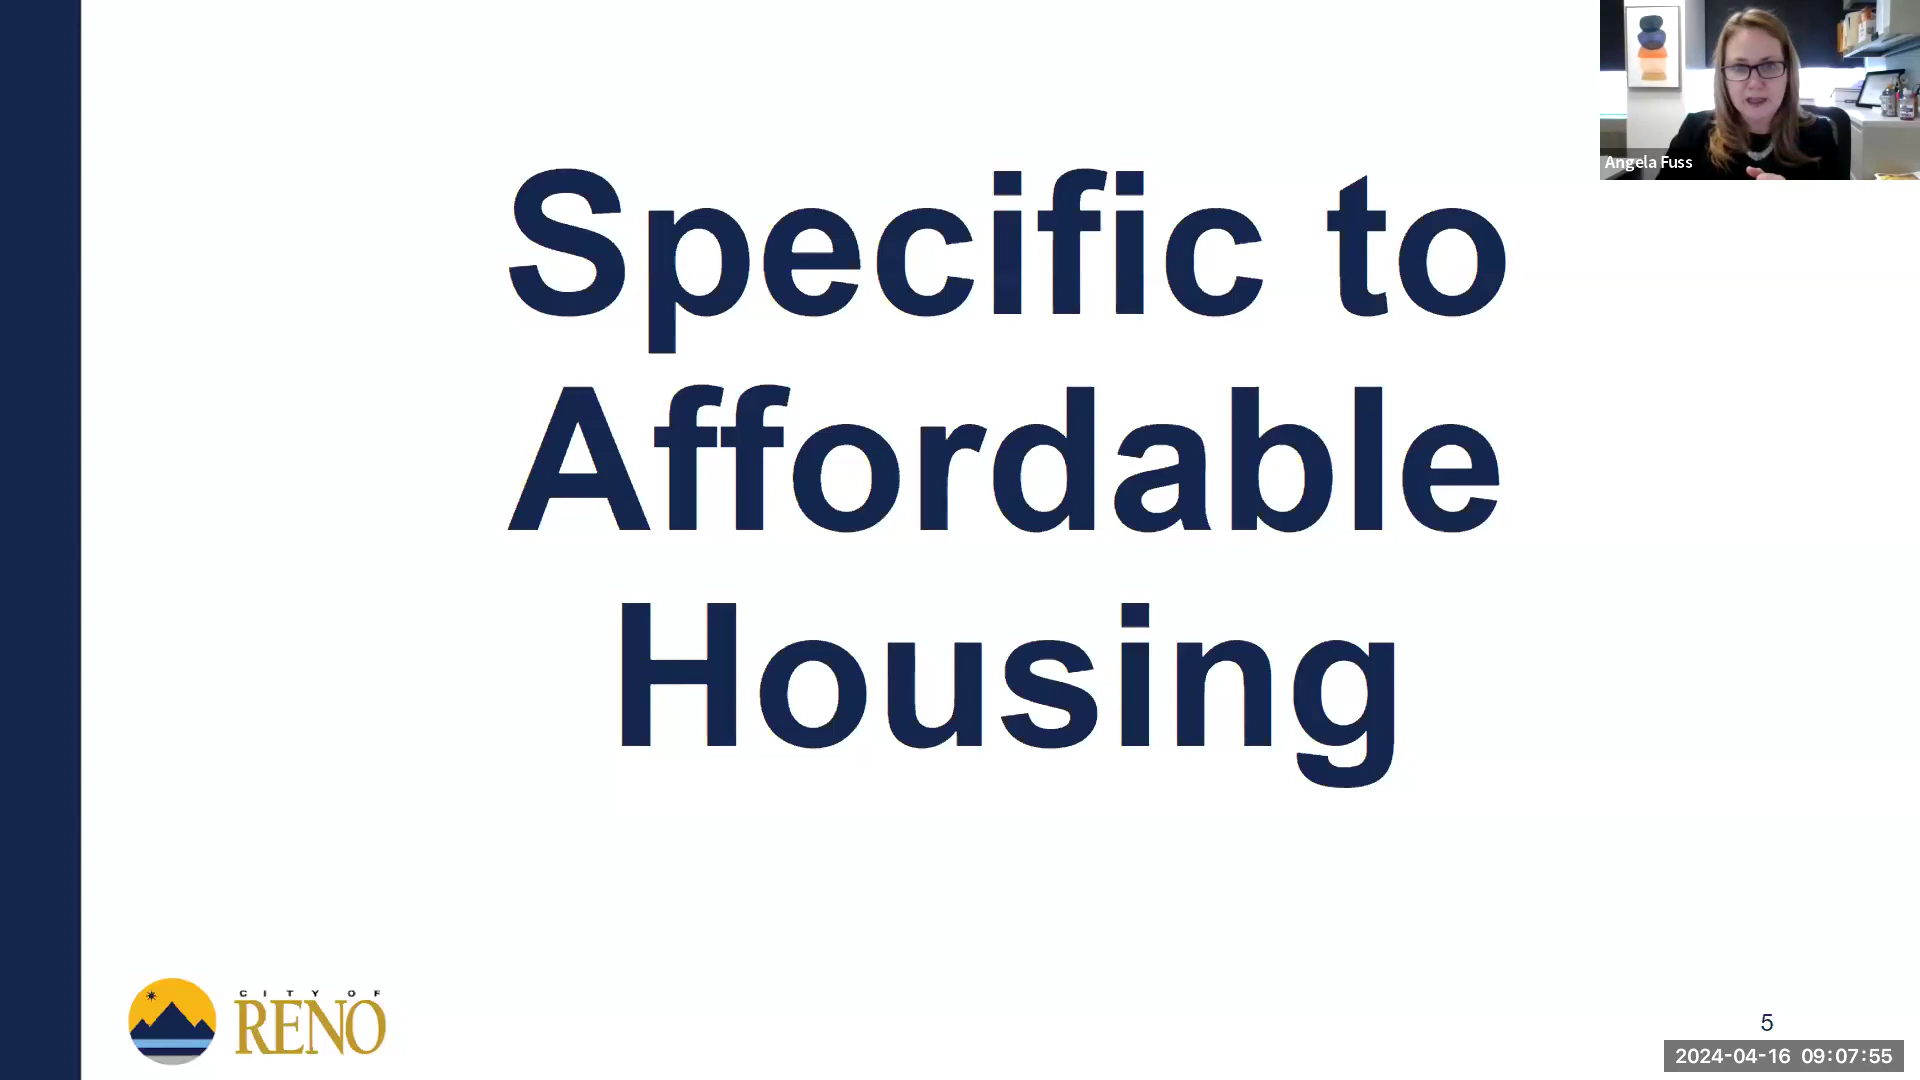 Specific to
Affordable
Housing
Angela Fuss
CITY OF
RENO
5
2024-04-16 09:07:55